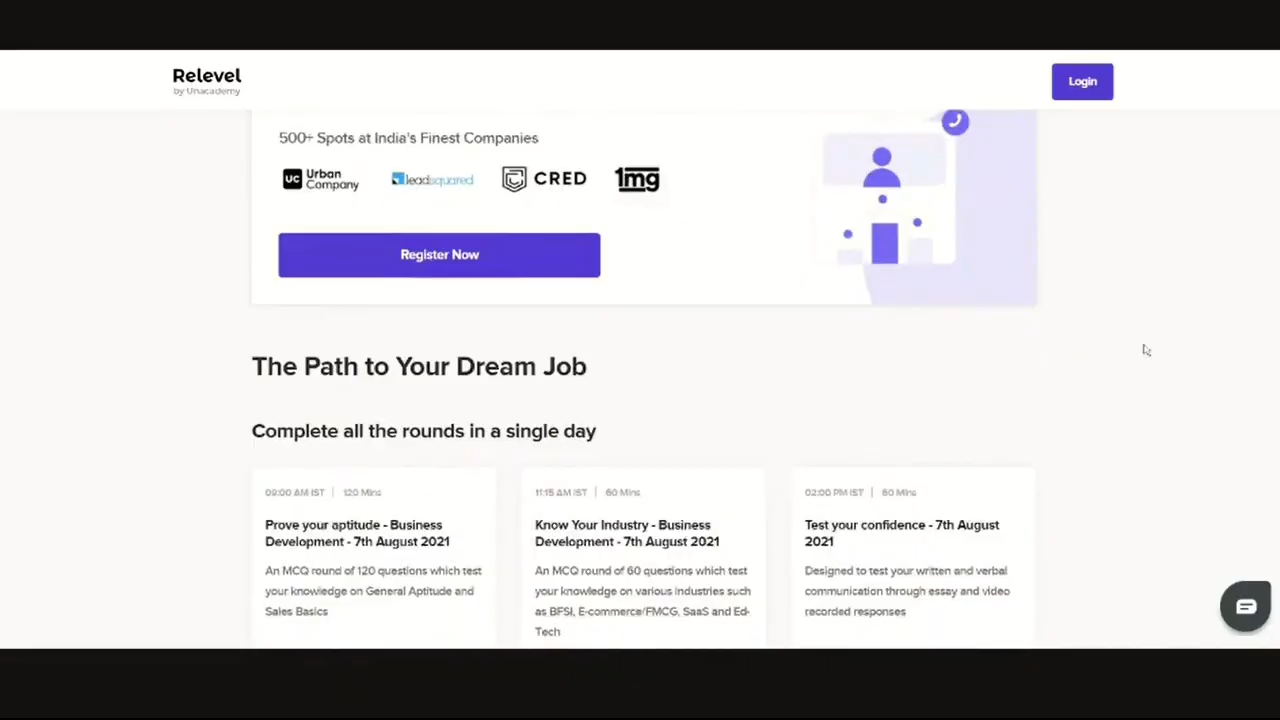 Relevel
by Unacademy
Login
500+ Spots at India's Finest Companies
UC Urban Company
leadsquared
CRED
1mg
Register Now
The Path to Your Dream Job
Complete all the rounds in a single day
09:00 AM IST | 120 Mins
Prove your aptitude - Business
Development - 7th August 2021
An MCQ round of 120 questions which test
your knowledge on General Aptitude and
Sales Basics
11:15 AM IST | 60 Mins
Know Your Industry - Business
Development - 7th August 2021
An MCQ round of 60 questions which test
your knowledge on various industries such
as BFSI, E-commerce/FMCG, SaaS and Ed-
Tech
02:00 PM IST | 60 Mins
Test your confidence - 7th August
2021
Designed to test your written and verbal
communication through essay and video
recorded responses